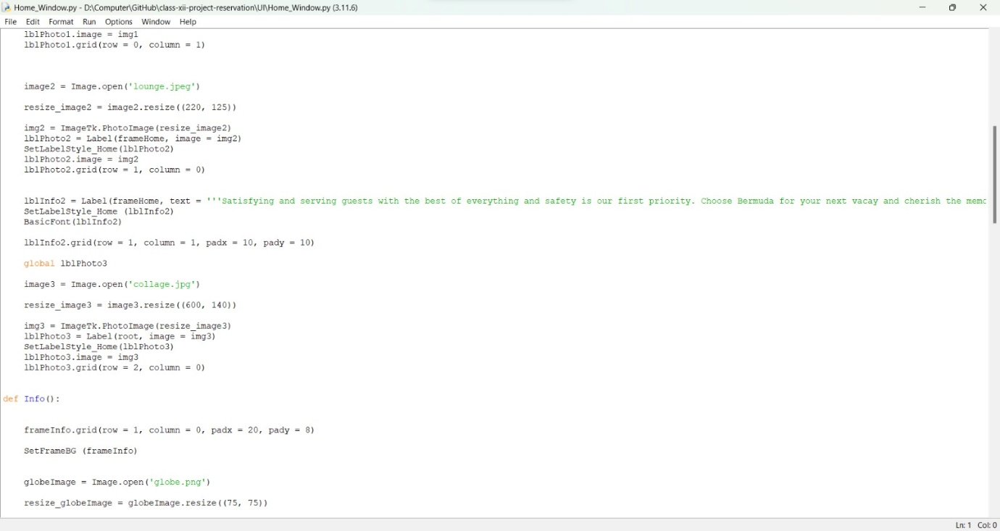 Home_Window.py - D:\Computer\GitHub\class-xii-project-reservation\UI\Home_Window.py (3.11.6)
File Edit Format Run Options Window Help
lblPhoto1.image = img1
lblPhoto1.grid(row = 0, column = 1)
image2 = Image.open('lounge.jpeg')
resize_image2 = image2.resize((220, 125))
img2 = ImageTk.PhotoImage(resize_image2)
lblPhoto2 = Label(frameHome, image = img2)
SetLabelStyle_Home(lblPhoto2)
lblPhoto2.image = img2
lblPhoto2.grid(row = 1, column = 0)
lblInfo2 = Label(frameHome, text = '''Satisfying and serving guests with the best of everything and safety is our first priority. Choose Bermuda for your next vacay and cherish the memo
SetLabelStyle_Home (lblInfo2)
BasicFont(lblInfo2)
lblInfo2.grid(row = 1, column = 1, padx = 10, pady = 10)
global lblPhoto3
image3 = Image.open('collage.jpg')
resize_image3 = image3.resize((600, 140))
img3 = ImageTk.PhotoImage(resize_image3)
lblPhoto3 = Label(root, image = img3)
SetLabelStyle_Home(lblPhoto3)
lblPhoto3.image = img3
lblPhoto3.grid(row = 2, column = 0)
def Info():
frameInfo.grid(row = 1, column = 0, padx = 20, pady = 8)
SetFrameBG (frameInfo)
globeImage = Image.open('globe.png')
resize_globeImage = globeImage.resize((75, 75))
Ln: 1 Col: 0